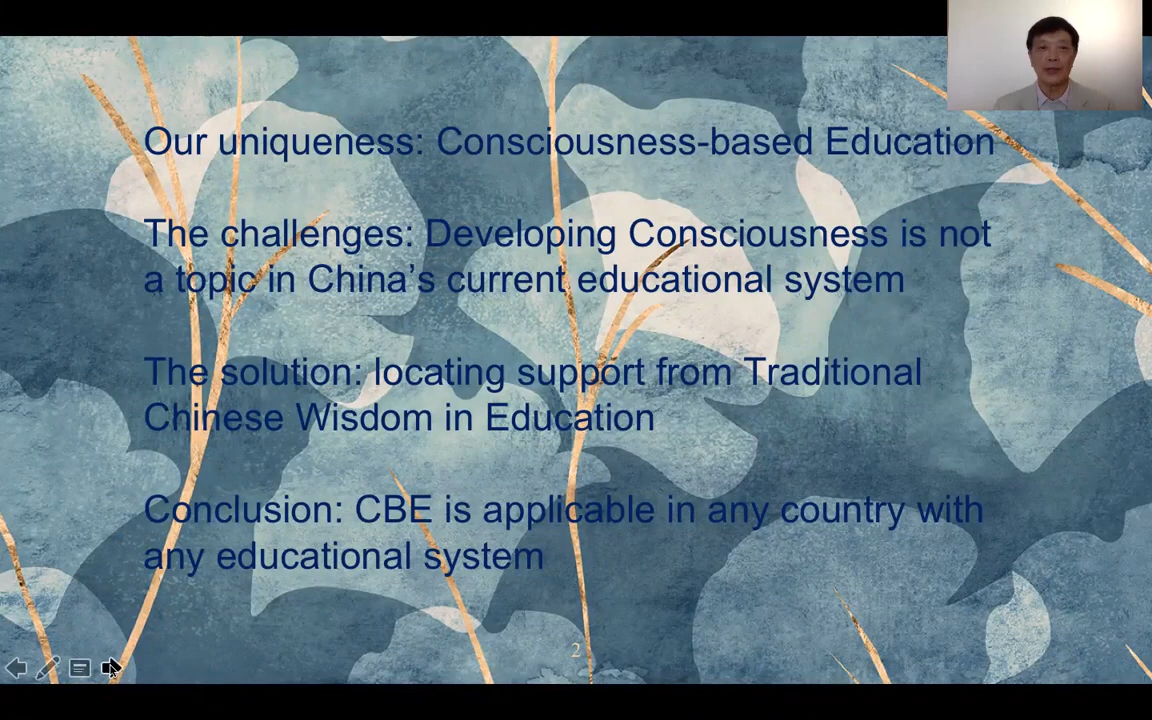 Our uniqueness: Consciousness-based Education
The challenges: Developing Consciousness is not
a topic in China’s current educational system
The solution: locating support from Traditional
Chinese Wisdom in Education
Conclusion: CBE is applicable in any country with
any educational system
2